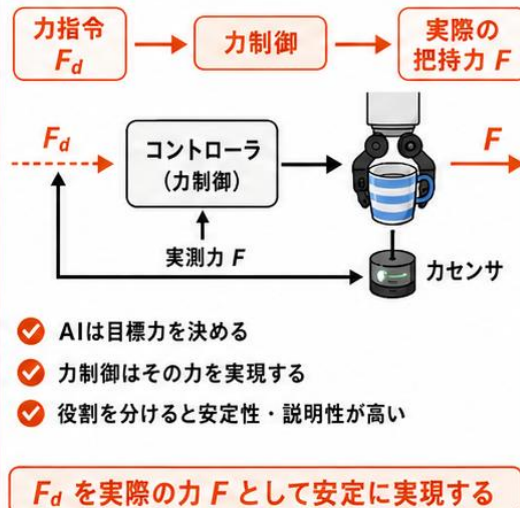 力指令
F_d
力制御
実際の
把持力 F
F_d
コントローラ
(力制御)
F
実測力 F
力センサ
AIは目標力を決める
力制御はその力を実現する
役割を分けると安定性・説明性が高い
F_d を実際の力 F として安定に実現する